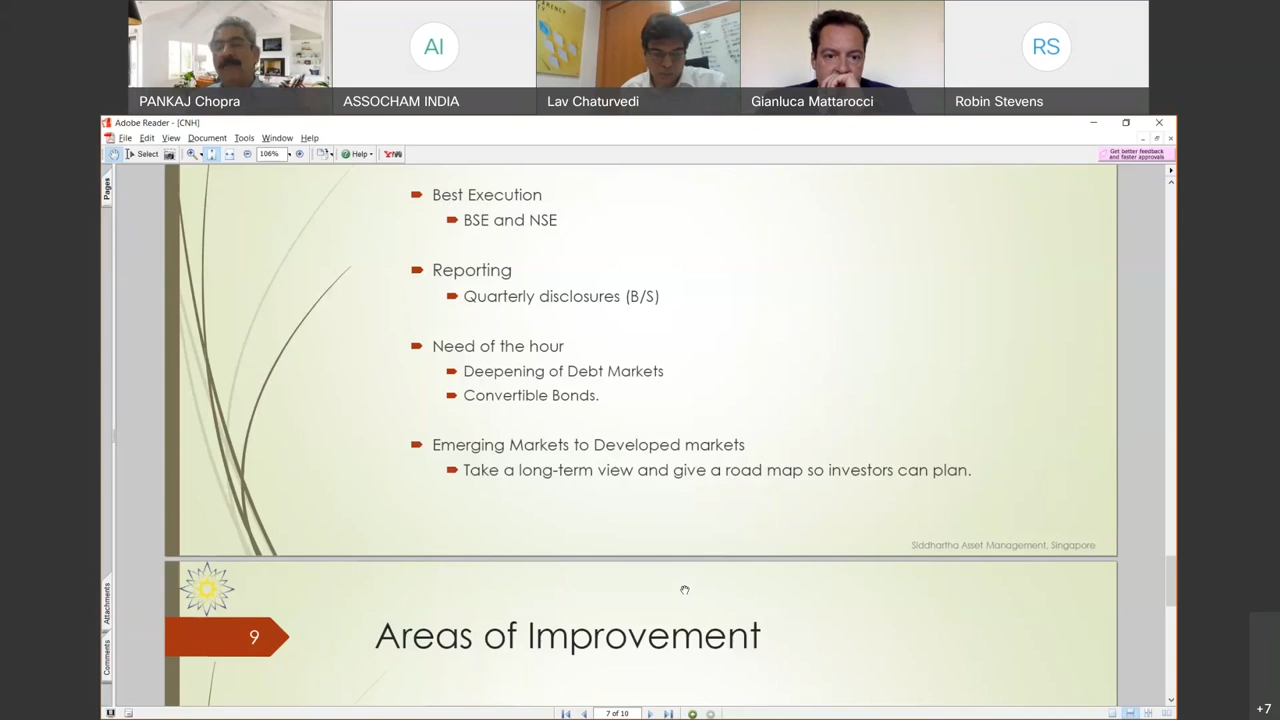 AI
RS
PANKAJ Chopra
ASSOCHAM INDIA
Lav Chaturvedi
Gianluca Mattarocci
Robin Stevens
Adobe Reader - [CNH]
File Edit View Document Tools Window Help
Select 106% Help Get better feedback and faster approvals
Pages
Best Execution
BSE and NSE
Reporting
Quarterly disclosures (B/S)
Need of the hour
Deepening of Debt Markets
Convertible Bonds.
Emerging Markets to Developed markets
Take a long-term view and give a road map so investors can plan.
Siddhartha Asset Management, Singapore
Attachments
Comments
9 Areas of Improvement
7 of 10
+7